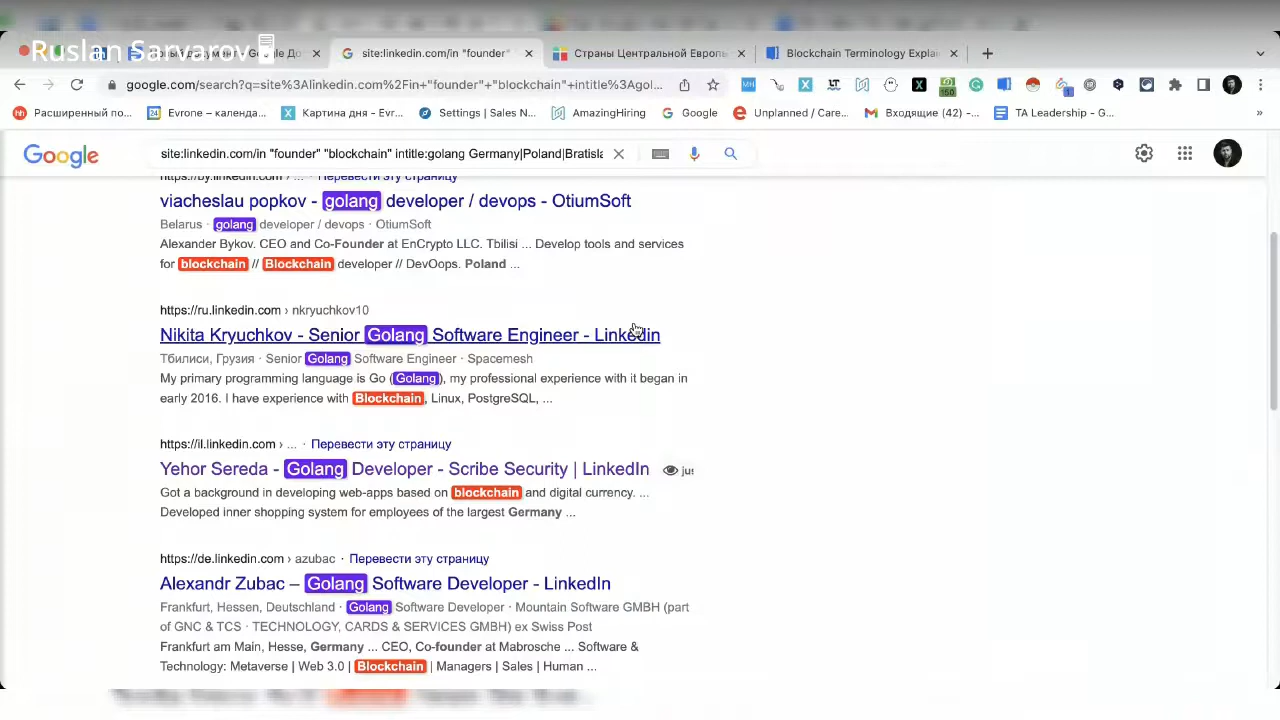 Ruslan Sarvarov
site:linkedin.com/in "founder" ×
Страны Центральной Европь ×
Blockchain Terminology Explai ×
google.com/search?q=site%3Alinkedin.com%2Fin+"founder"+"blockchain"+intitle%3Agol...
Расширенный по...
Evrone – календа...
Картина дня - Evr...
Settings | Sales N...
AmazingHiring
Google
Unplanned / Care...
Входящие (42) -...
TA Leadership - G...
»
Google
site:linkedin.com/in "founder" "blockchain" intitle:golang Germany|Poland|Bratisla
https://by.linkedin.com/ ... · Перевести эту страницу
viacheslau popkov - golang developer / devops - OtiumSoft
Belarus · golang developer / devops · OtiumSoft
Alexander Bykov. CEO and Co-Founder at EnCrypto LLC. Tbilisi ... Develop tools and services
for blockchain // Blockchain developer // DevOops. Poland ...
https://ru.linkedin.com › nkryuchkov10
Nikita Kryuchkov - Senior Golang Software Engineer - LinkedIn
Тбилиси, Грузия · Senior Golang Software Engineer · Spacemesh
My primary programming language is Go (Golang), my professional experience with it began in
early 2016. I have experience with Blockchain, Linux, PostgreSQL, ...
https://il.linkedin.com › ... · Перевести эту страницу
Yehor Sereda - Golang Developer - Scribe Security | LinkedIn
Got a background in developing web-apps based on blockchain and digital currency. ...
Developed inner shopping system for employees of the largest Germany ...
https://de.linkedin.com › azubac · Перевести эту страницу
Alexandr Zubac – Golang Software Developer - LinkedIn
Frankfurt, Hessen, Deutschland · Golang Software Developer · Mountain Software GMBH (part
of GNC & TCS · TECHNOLOGY, CARDS & SERVICES GMBH) ex Swiss Post
Frankfurt am Main, Hesse, Germany ... CEO, Co-founder at Mabrosche ... Software &
Technology: Metaverse | Web 3.0 | Blockchain | Managers | Sales | Human ...